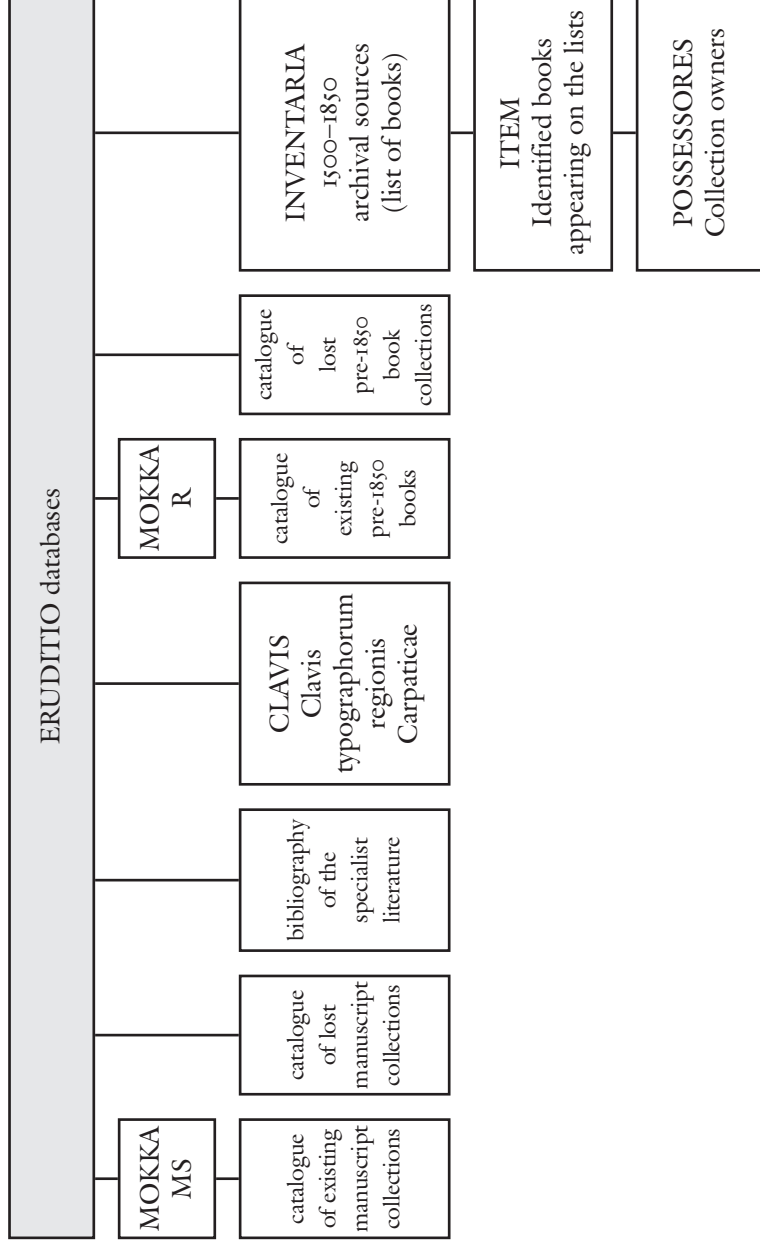 ERUDITIO databases
MOKKA
MS
catalogue
of existing
manuscript
collections
catalogue
of lost
manuscript
collections
bibliography
of the
specialist
literature
CLAVIS
Clavis
typographorum
regionis
Carpaticae
MOKKA
R
catalogue
of
existing
pre-1850
books
catalogue
of
lost
pre-1850
book
collections
INVENTARIA
1500–1850
archival sources
(list of books)
ITEM
Identified books
appearing on the lists
POSSESSORES
Collection owners